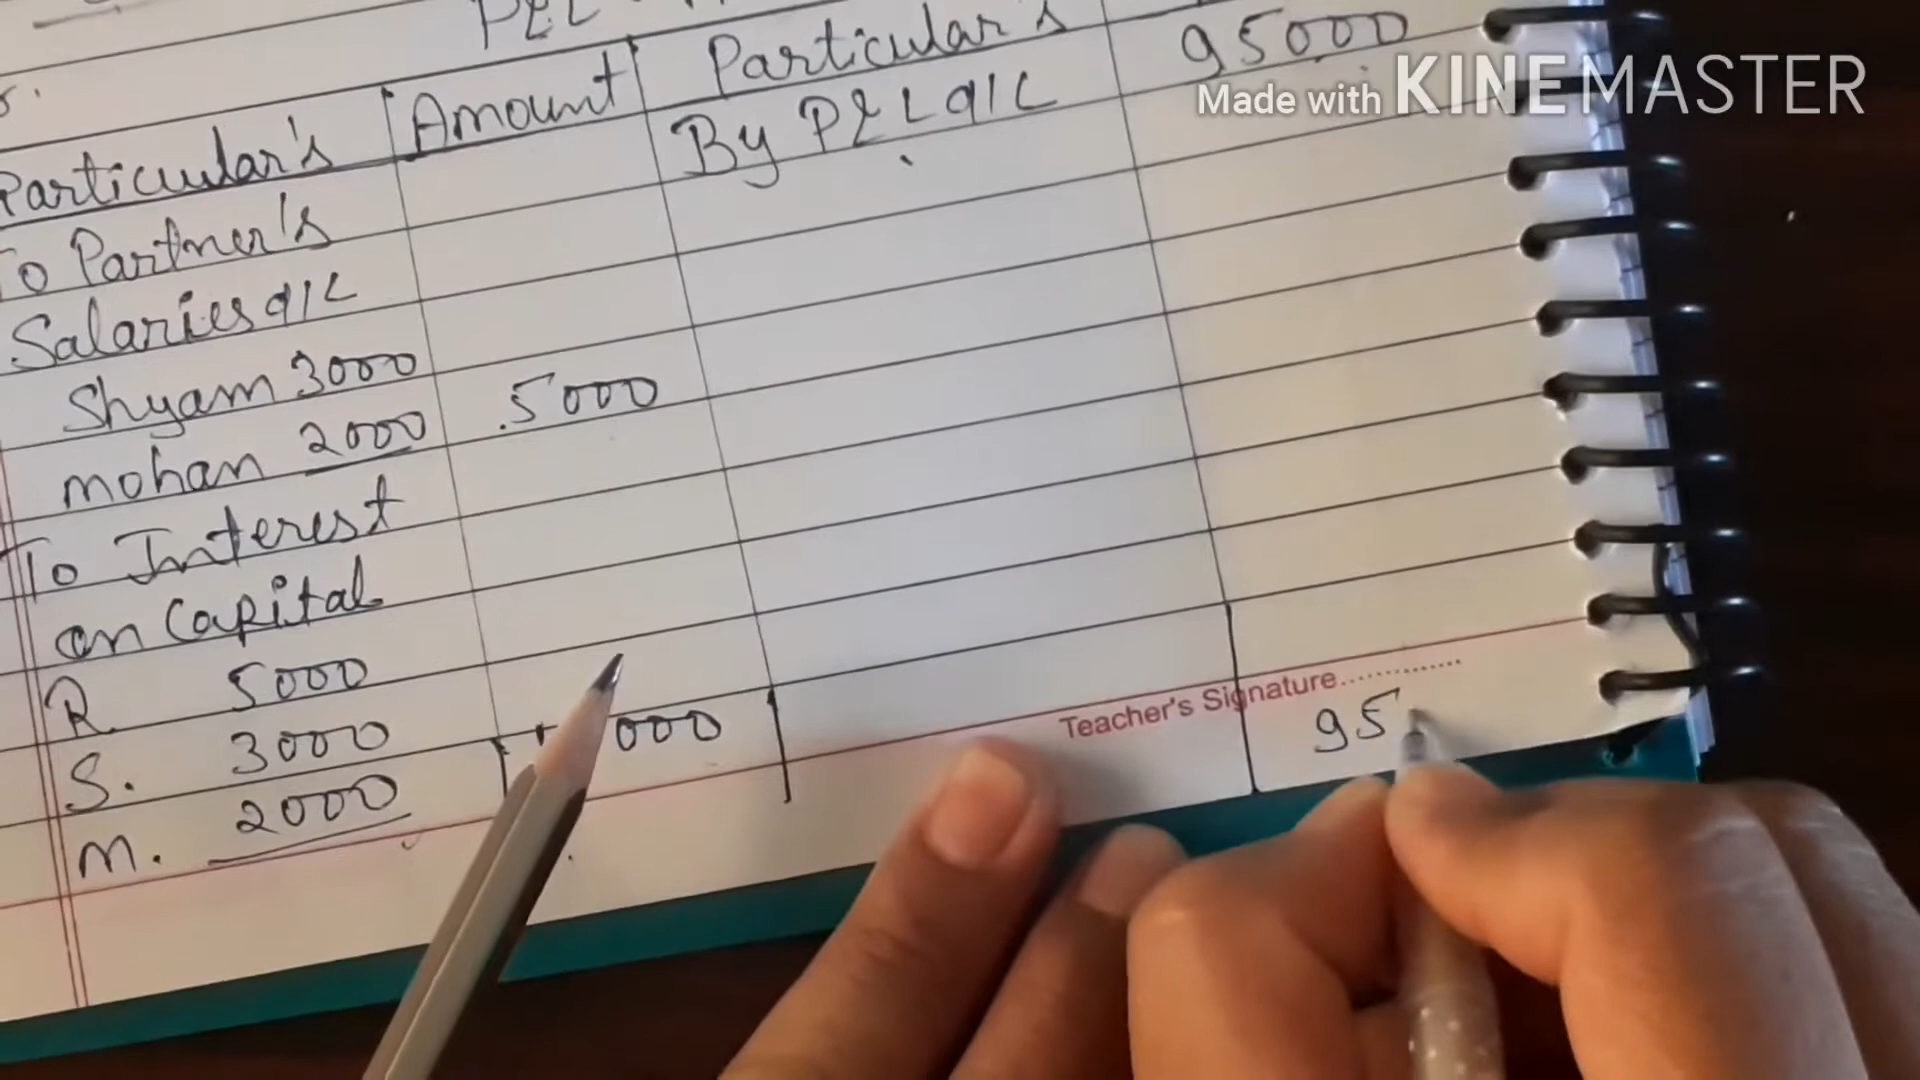 Made with KINEMASTER
Particular's Amount Particular's 95000
To Partner's By P&L a/c
Salaries a/c
Shyam 3000
mohan 2000 5000
To Interest
on Capital
R 5000
S. 3000 000
M. 2000
Teacher's Signature..............
95